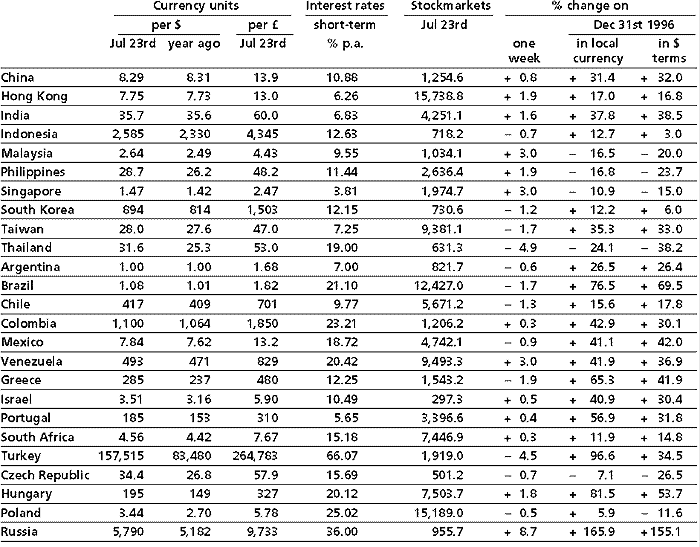 Currency units Interest rates Stockmarkets % change on
per $ per £ short-term Jul 23rd Dec 31st 1996
Jul 23rd year ago Jul 23rd % p.a. one in local in $
week currency terms
China 8.29 8.31 13.9 10.88 1,254.6 + 0.8 + 31.4 + 32.0
Hong Kong 7.75 7.73 13.0 6.26 15,738.8 + 1.9 + 17.0 + 16.8
India 35.7 35.6 60.0 6.83 4,251.1 + 1.6 + 37.8 + 38.5
Indonesia 2,585 2,330 4,345 12.63 718.2 – 0.7 + 12.7 + 3.0
Malaysia 2.64 2.49 4.43 9.55 1,034.1 + 3.0 – 16.5 – 20.0
Philippines 28.7 26.2 48.2 11.44 2,636.4 + 1.9 – 16.8 – 23.7
Singapore 1.47 1.42 2.47 3.81 1,974.7 + 3.0 – 10.9 – 15.0
South Korea 894 814 1,503 12.15 730.6 – 1.2 + 12.2 + 6.0
Taiwan 28.0 27.6 47.0 7.25 9,381.1 – 1.7 + 35.3 + 33.0
Thailand 31.6 25.3 53.0 19.00 631.3 – 4.9 – 24.1 – 38.2
Argentina 1.00 1.00 1.68 7.00 821.7 – 0.6 + 26.5 + 26.4
Brazil 1.08 1.01 1.82 21.10 12,427.0 – 1.7 + 76.5 + 69.5
Chile 417 409 701 9.77 5,671.2 – 1.3 + 15.6 + 17.8
Colombia 1,100 1,064 1,850 23.21 1,206.2 + 0.3 + 42.9 + 30.1
Mexico 7.84 7.62 13.2 18.72 4,742.1 – 0.9 + 41.1 + 42.0
Venezuela 493 471 829 20.42 9,493.3 + 3.0 + 41.9 + 36.9
Greece 285 237 480 12.25 1,543.2 – 1.9 + 65.3 + 41.9
Israel 3.51 3.16 5.90 10.49 297.3 + 0.5 + 40.9 + 30.4
Portugal 185 153 310 5.65 3,396.6 + 0.4 + 56.9 + 31.8
South Africa 4.56 4.42 7.67 15.18 7,446.9 + 0.3 + 11.9 + 14.8
Turkey 157,515 83,480 264,783 66.07 1,919.0 – 4.5 + 96.6 + 34.5
Czech Republic 34.4 26.8 57.9 15.69 501.2 – 0.7 – 7.1 – 26.5
Hungary 195 149 327 20.12 7,503.7 + 1.8 + 81.5 + 53.7
Poland 3.44 2.70 5.78 25.02 15,189.0 – 0.5 + 5.9 – 11.6
Russia 5,790 5,182 9,733 36.00 955.7 + 8.7 + 165.9 + 155.1